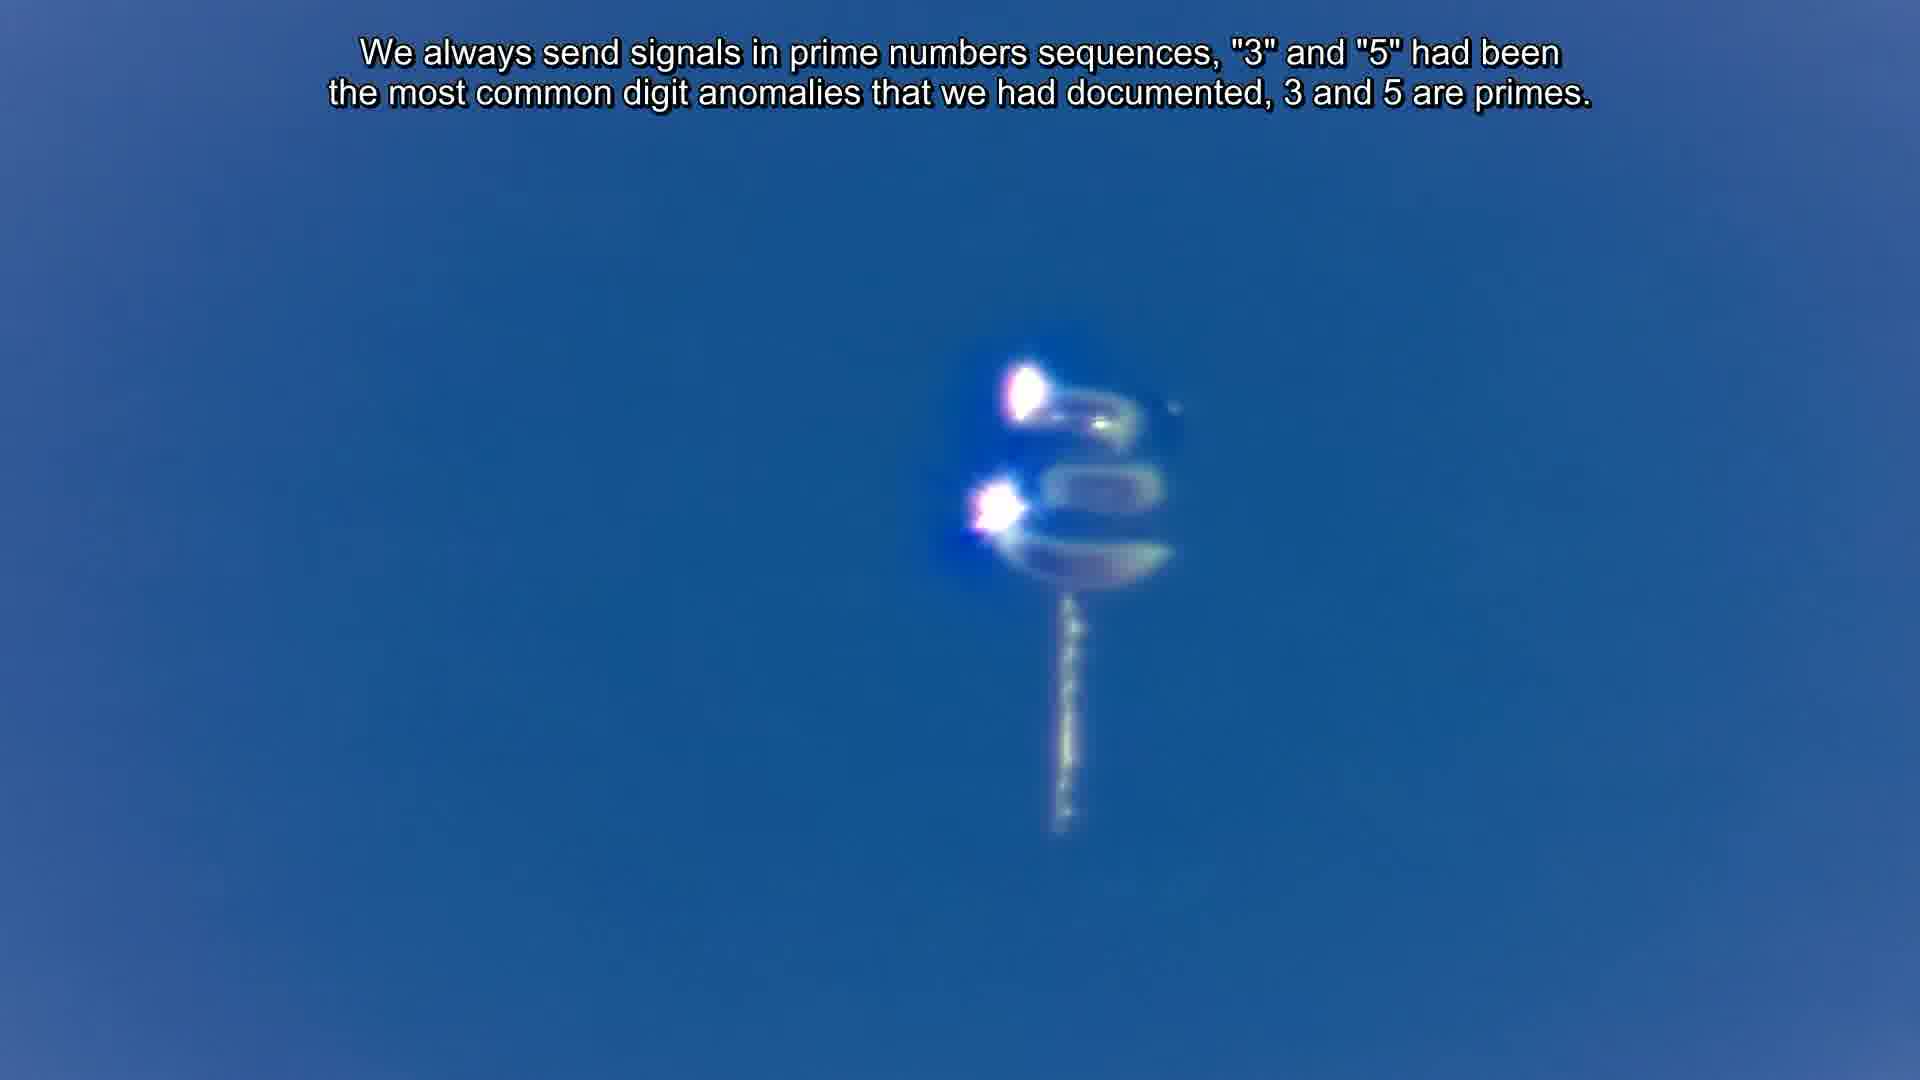 We always send signals in prime numbers sequences, "3" and "5" had been
the most common digit anomalies that we had documented, 3 and 5 are primes.